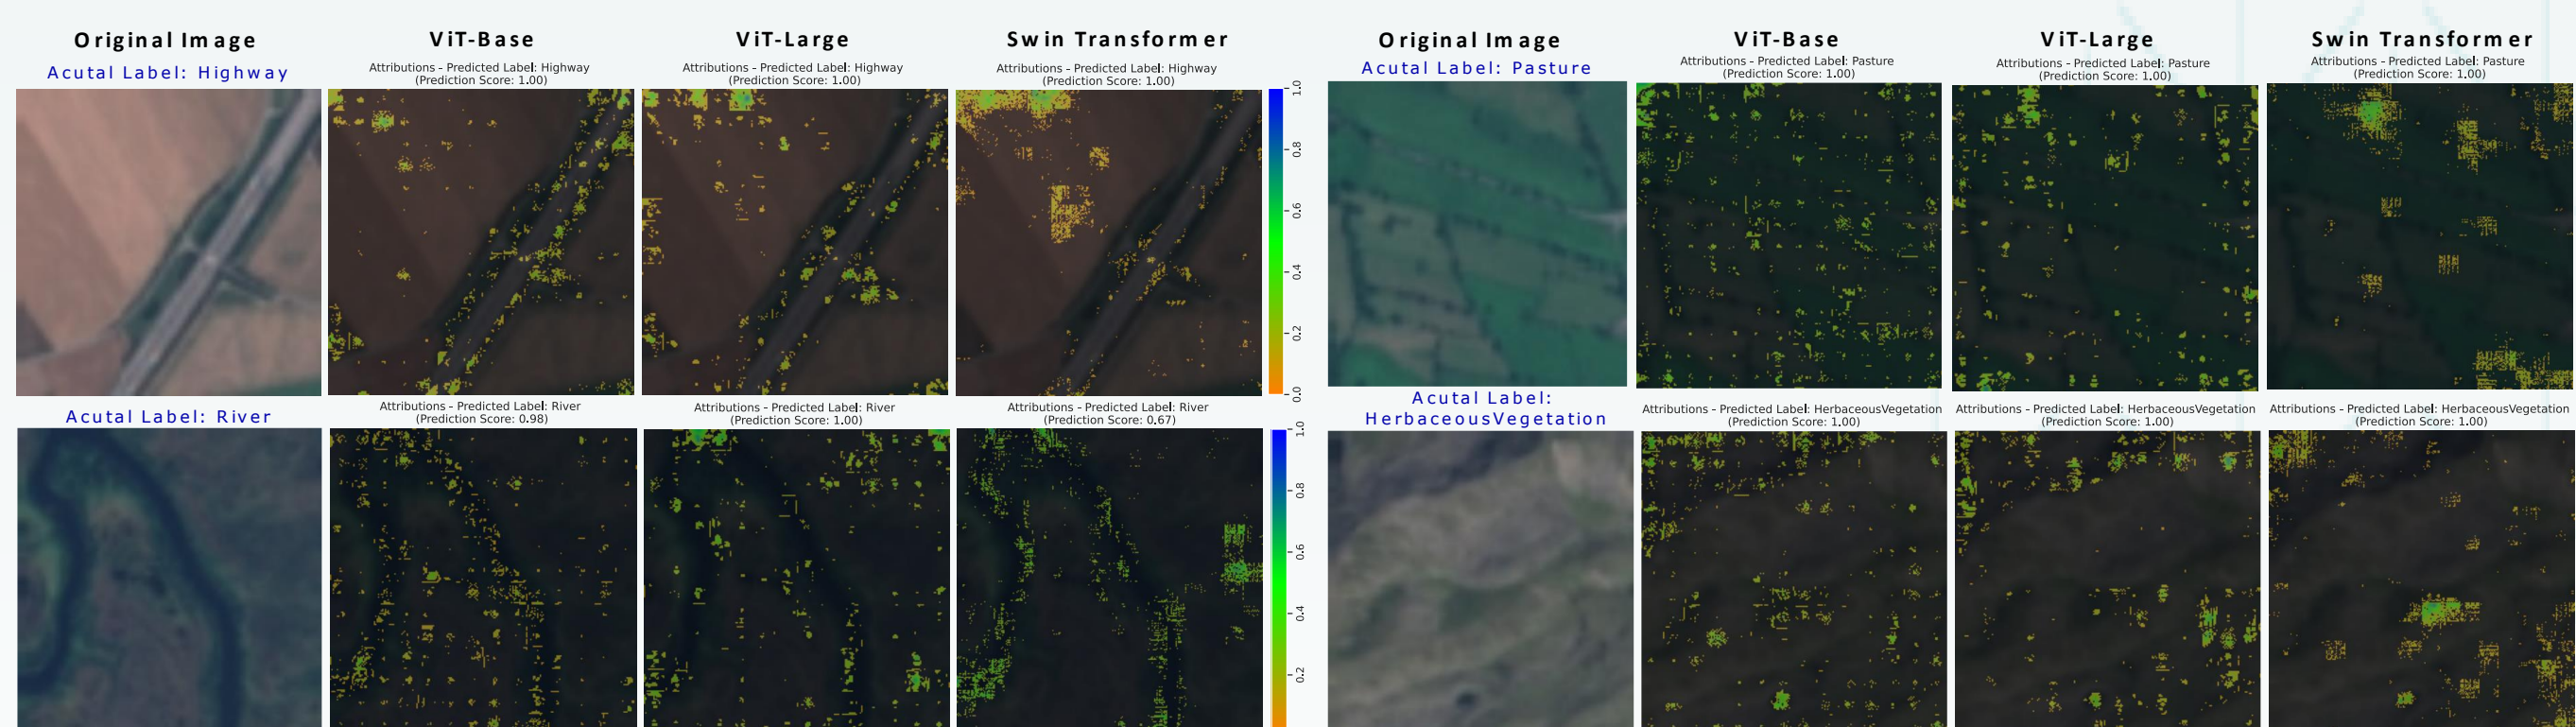 Original Image
ViT-Base
ViT-Large
Swin Transformer
Acutal Label: Highway
Attributions - Predicted Label: Highway
(Prediction Score: 1.00)
Attributions - Predicted Label: Highway
(Prediction Score: 1.00)
Attributions - Predicted Label: Highway
(Prediction Score: 1.00)
1.0
0.8
0.6
0.4
0.2
0.0
Acutal Label: River
Attributions - Predicted Label: River
(Prediction Score: 0.98)
Attributions - Predicted Label: River
(Prediction Score: 1.00)
Attributions - Predicted Label: River
(Prediction Score: 0.67)
1.0
0.8
0.6
0.4
0.2
Original Image
ViT-Base
ViT-Large
Swin Transformer
Acutal Label: Pasture
Attributions - Predicted Label: Pasture
(Prediction Score: 1.00)
Attributions - Predicted Label: Pasture
(Prediction Score: 1.00)
Attributions - Predicted Label: Pasture
(Prediction Score: 1.00)
Acutal Label:
HerbaceousVegetation
Attributions - Predicted Label: HerbaceousVegetation
(Prediction Score: 1.00)
Attributions - Predicted Label: HerbaceousVegetation
(Prediction Score: 1.00)
Attributions - Predicted Label: HerbaceousVegetation
(Prediction Score: 1.00)